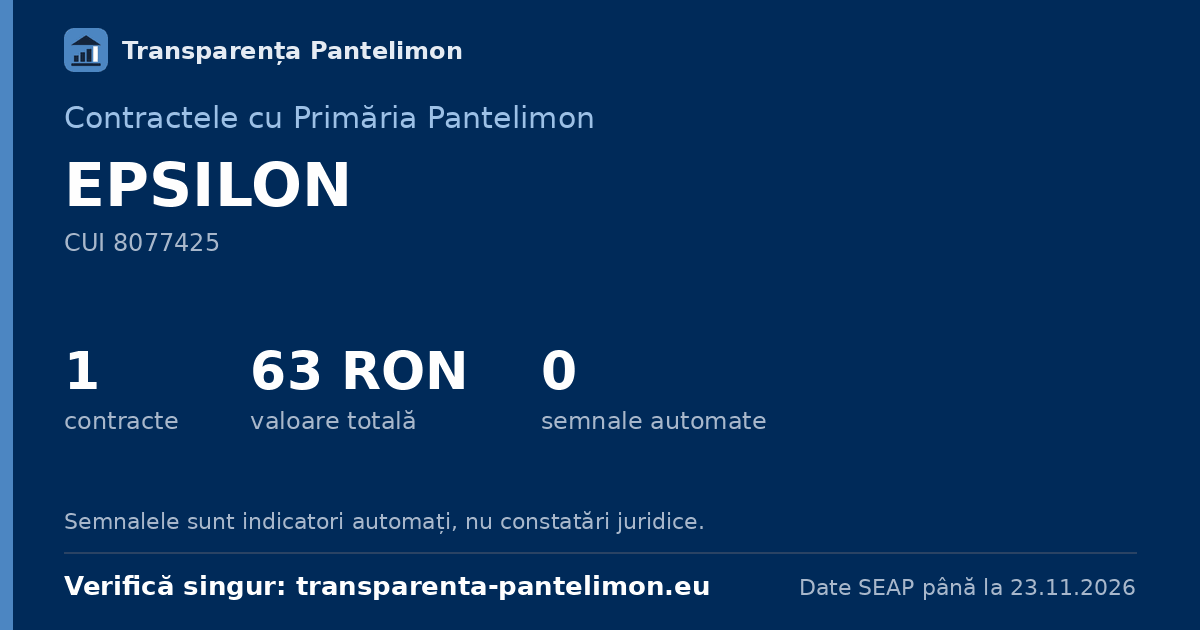 Transparența Pantelimon
Contractele cu Primăria Pantelimon
EPSILON
CUI 8077425
1
contracte
63 RON
valoare totală
0
semnale automate
Semnalele sunt indicatori automați, nu constatări juridice.
Verifică singur: transparenta-pantelimon.eu
Date SEAP până la 23.11.2026